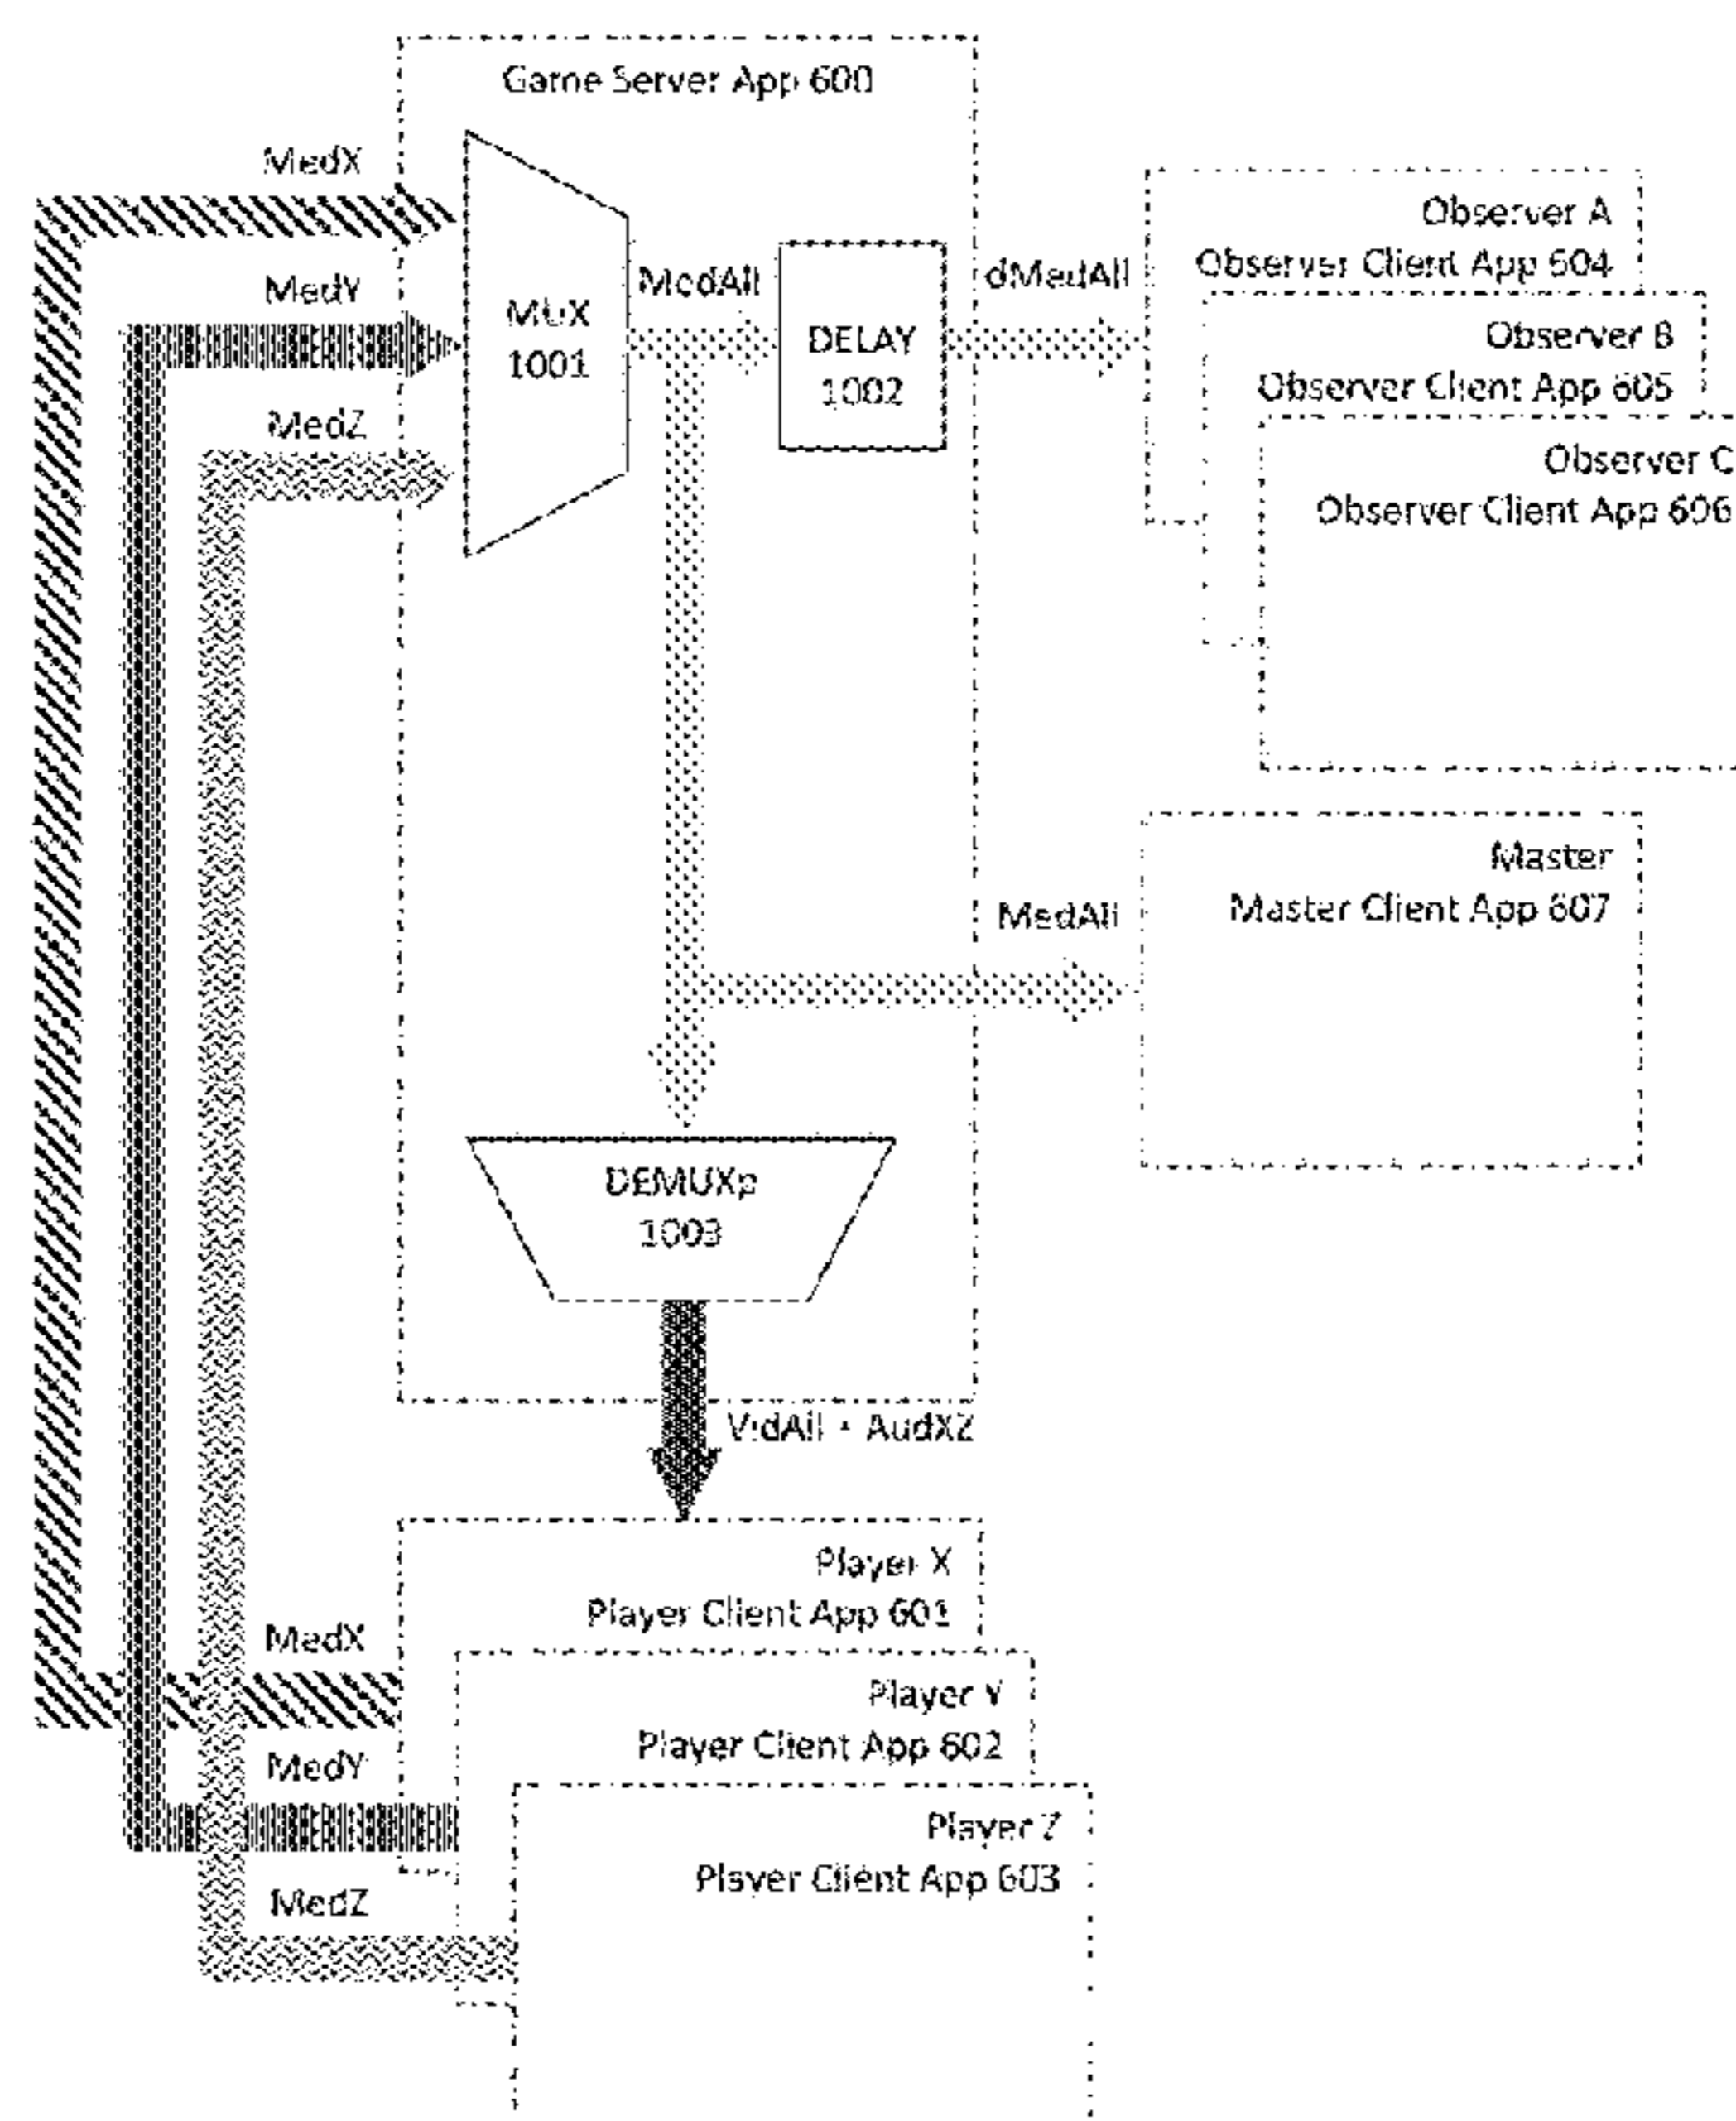 Game Server App 600
MedX
MedY
MedZ
MUX
1001
MedAll
DELAY
1002
dMedAll
Observer A
Observer Client App 604
Observer B
Observer Client App 605
Observer C
Observer Client App 606
Master
Master Client App 607
MedAll
DEMUXp
1003
VidAll + AudXZ
Player X
Player Client App 601
MedX
Player Y
Player Client App 602
MedY
Player Z
Player Client App 603
MedZ